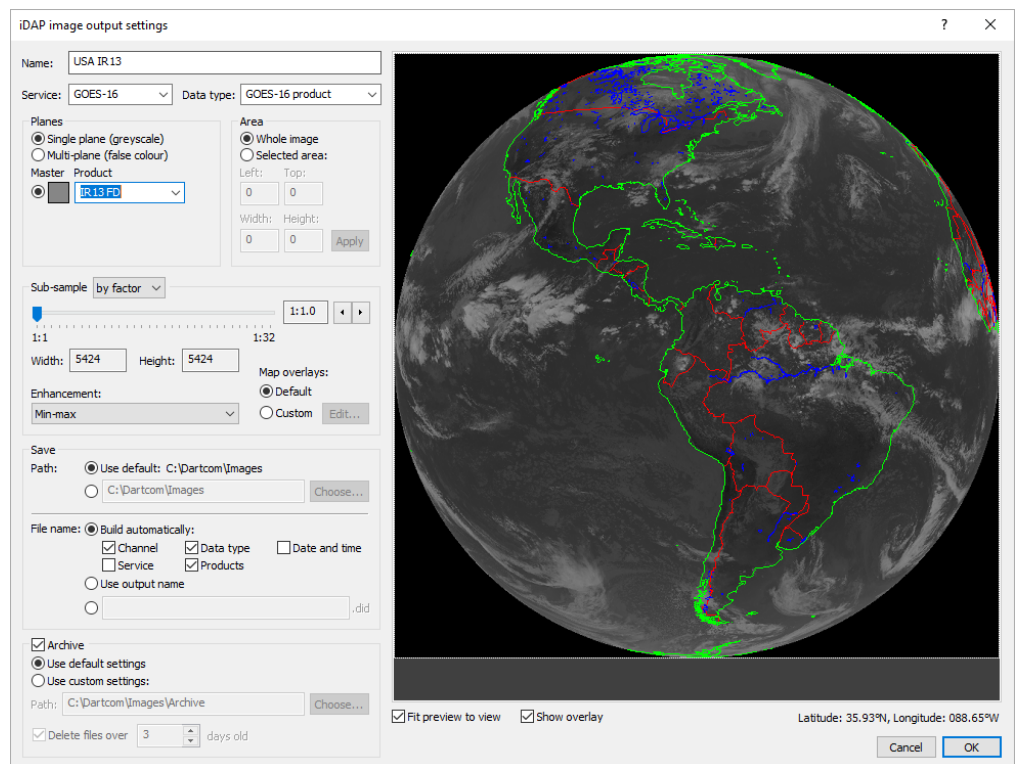 iDAP image output settings
Name: USA IR13
Service: GOES-16 Data type: GOES-16 product
Planes
Single plane (greyscale)
Multi-plane (false colour)
Master Product
IR13 FD
Area
Whole image
Selected area:
Left: Top:
0 0
Width: Height:
0 0 Apply
Sub-sample by factor
1:1.0
1:1 1:32
Width: 5424 Height: 5424
Enhancement:
Min-max
Map overlays:
Default
Custom Edit...
Save
Path: Use default: C:\Dartcom\Images
C:\Dartcom\Images Choose...
File name: Build automatically:
Channel Data type Date and time
Service Products
Use output name
.did
Archive
Use default settings
Use custom settings:
Path: C:\Dartcom\Images\Archive Choose...
Delete files over 3 days old
Fit preview to view Show overlay Latitude: 35.93ºN, Longitude: 088.65ºW
Cancel OK